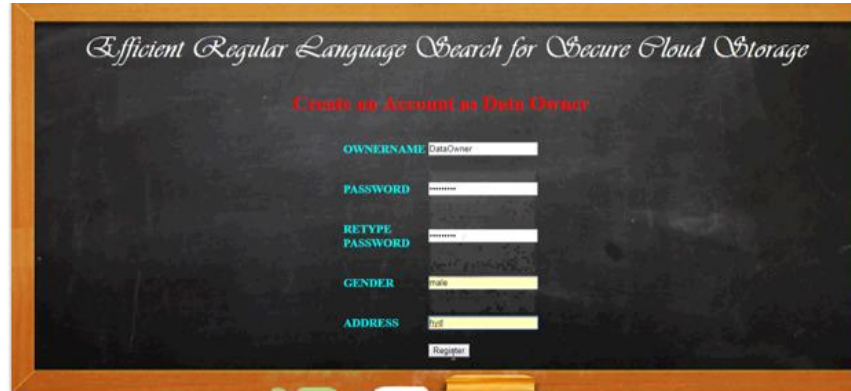 Efficient Regular Language Search for Secure Cloud Storage
Create an Account as Data Owner
OWNERNAME DataOwner
PASSWORD •••••••••
RETYPE
PASSWORD •••••••••
GENDER male
ADDRESS hyd
Register